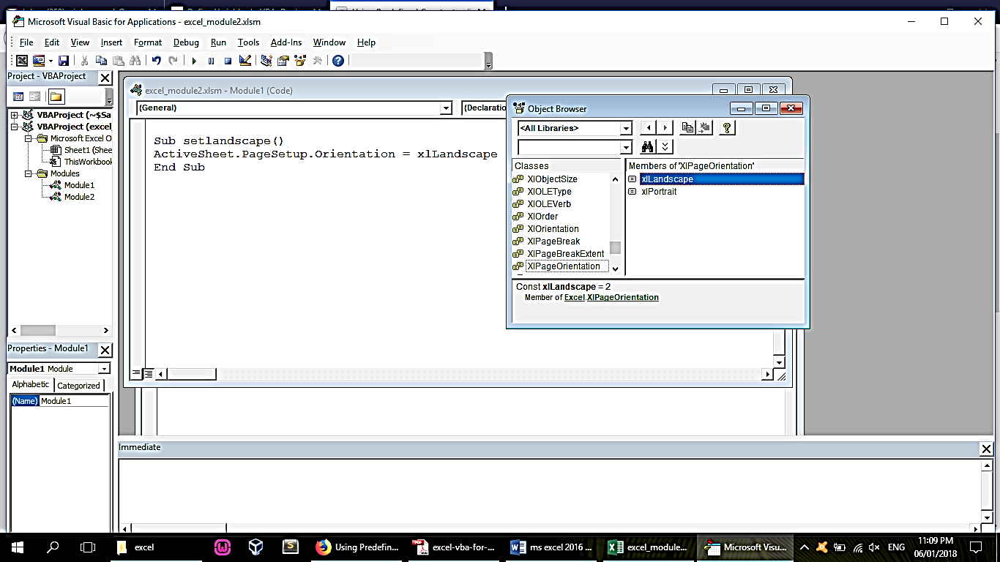 Microsoft Visual Basic for Applications - excel_module2.xlsm
File Edit View Insert Format Debug Run Tools Add-Ins Window Help
Project - VBAProject
VBAProject (~$Sa
VBAProject (excel_
Microsoft Excel O
Sheet1 (Shee
ThisWorkbook
Modules
Module1
Module2
Properties - Module1
Module1 Module
Alphabetic Categorized
(Name) Module1
excel_module2.xlsm - Module1 (Code)
(General) (Declaratio
Sub setlandscape()
ActiveSheet.PageSetup.Orientation = xlLandscape
End Sub
Object Browser
<All Libraries>
Classes
XlObjectSize
XlOLEType
XlOLEVerb
XlOrder
XlOrientation
XlPageBreak
XlPageBreakExtent
XlPageOrientation
Members of 'XlPageOrientation'
xlLandscape
xlPortrait
Const xlLandscape = 2
Member of Excel.XlPageOrientation
Immediate
excel
Using Predefin...
excel-vba-for-...
ms excel 2016 ...
excel_module...
Microsoft Visu...
ENG
11:09 PM
06/01/2018